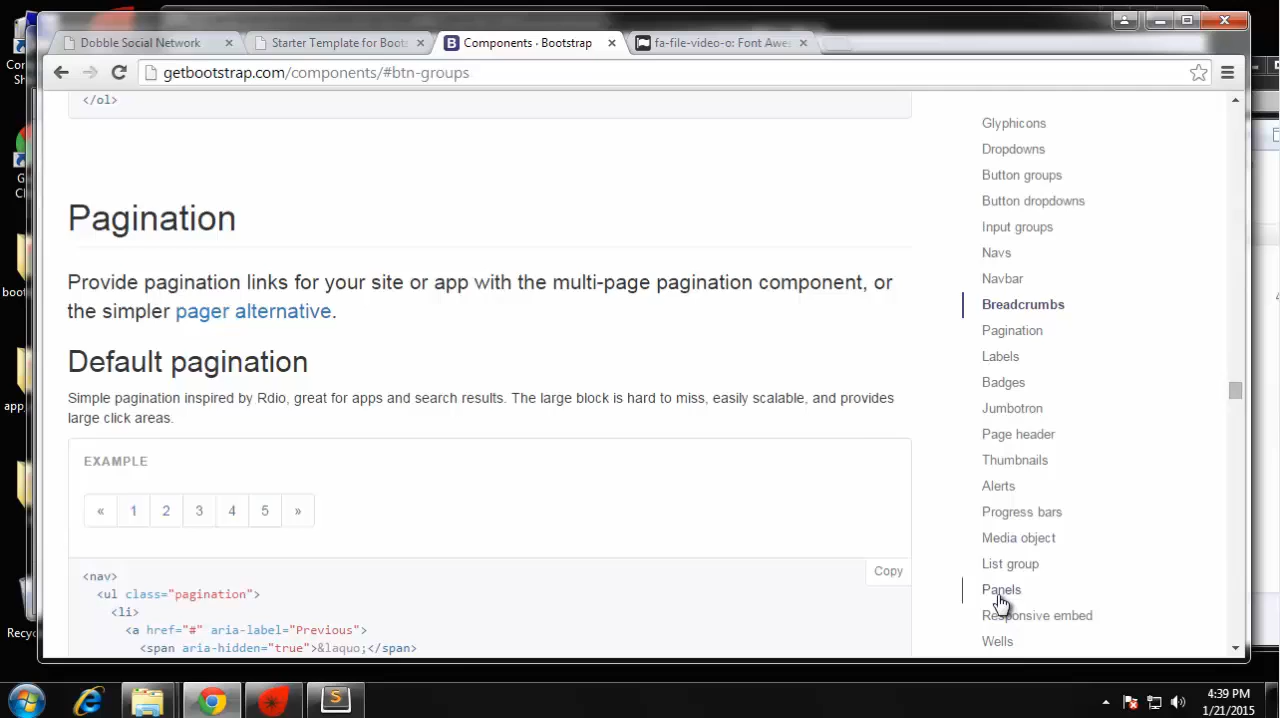 Dobble Social Network
Starter Template for Boots
Components · Bootstrap
fa-file-video-o: Font Awes
getbootstrap.com/components/#btn-groups
</ol>
Pagination
Provide pagination links for your site or app with the multi-page pagination component, or
the simpler pager alternative.
Default pagination
Simple pagination inspired by Rdio, great for apps and search results. The large block is hard to miss, easily scalable, and provides
large click areas.
EXAMPLE
« 1 2 3 4 5 »
Copy
<nav>
<ul class="pagination">
<li>
<a href="#" aria-label="Previous">
<span aria-hidden="true">&laquo;</span>
Glyphicons
Dropdowns
Button groups
Button dropdowns
Input groups
Navs
Navbar
Breadcrumbs
Pagination
Labels
Badges
Jumbotron
Page header
Thumbnails
Alerts
Progress bars
Media object
List group
Panels
Responsive embed
Wells
Cor
Sh
G
C
boot
app
Recyc
4:39 PM
1/21/2015